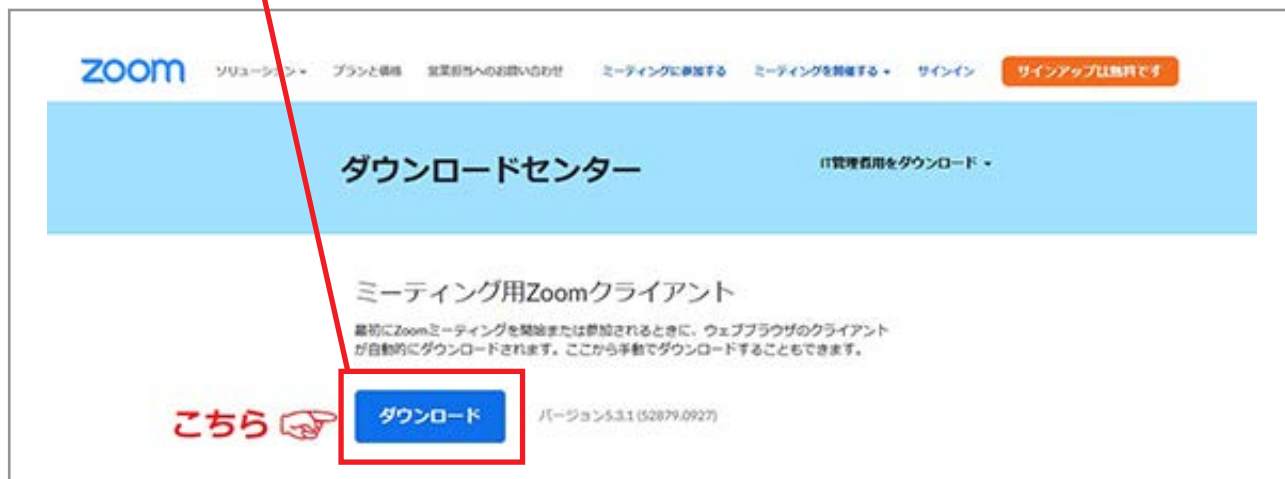 zoom ソリューション プランと価格 営業担当へのお問い合わせ ミーティングに参加する ミーティングを開催する サインイン サインアップは無料です
ダウンロードセンター IT管理者用をダウンロード
ミーティング用Zoomクライアント
最初にZoomミーティングを開始または参加されるときに、ウェブブラウザのクライアント
が自動的にダウンロードされます。ここから手動でダウンロードすることもできます。
こちら ダウンロード バージョン5.3.1 (52879.0927)